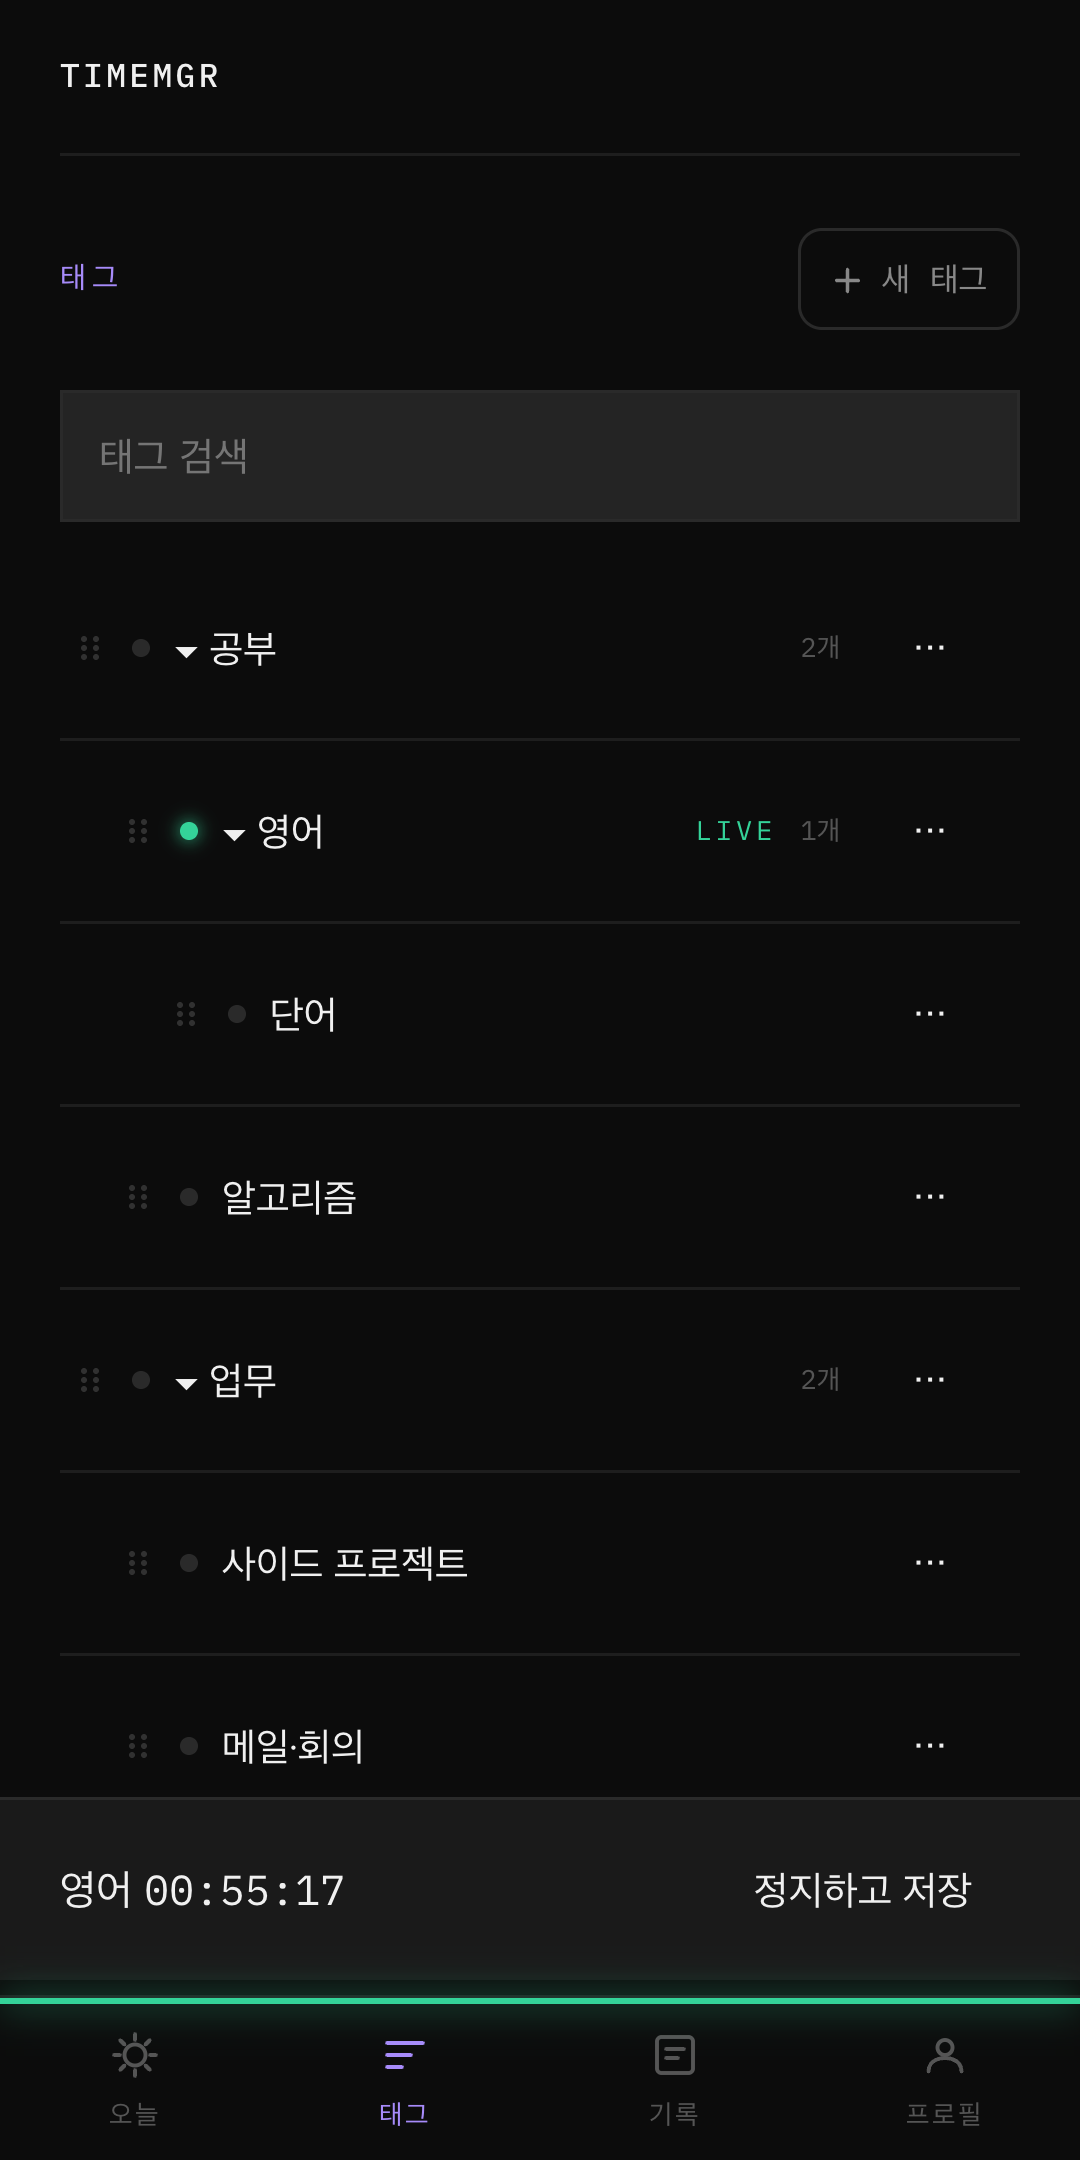 TIMEMGR
태그
+ 새 태그
태그 검색
공부 2개 ···
영어 LIVE 1개 ···
단어 ···
알고리즘 ···
업무 2개 ···
사이드 프로젝트 ···
메일·회의 ···
영어 00:55:17 정지하고 저장
오늘 태그 기록 프로필